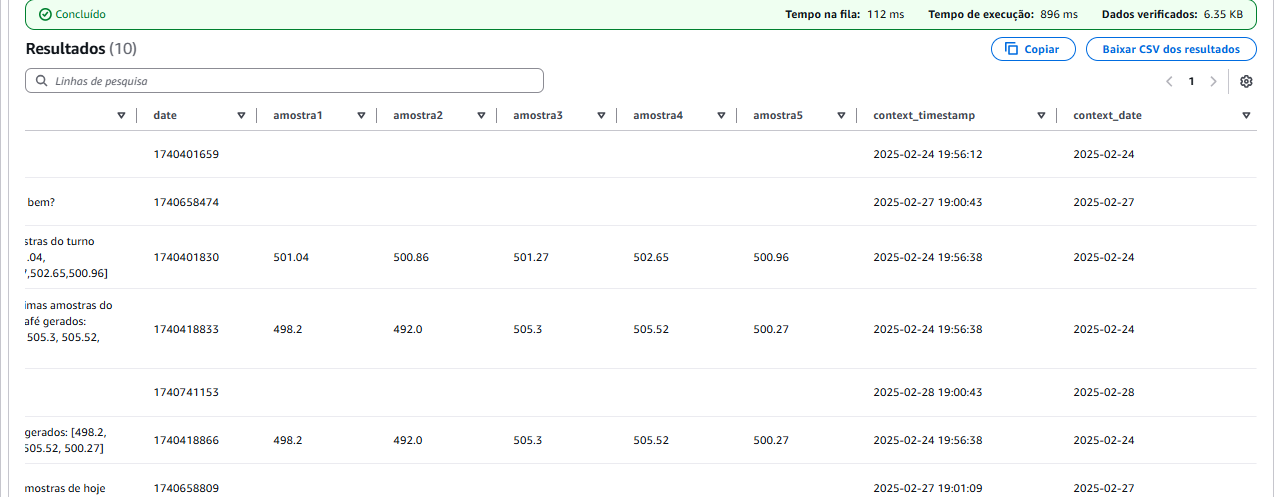 Concluído Tempo na fila: 112 ms Tempo de execução: 896 ms Dados verificados: 6.35 KB
Resultados (10) Copiar Baixar CSV dos resultados
Linhas de pesquisa 1
date amostra1 amostra2 amostra3 amostra4 amostra5 context_timestamp context_date
1740401659 2025-02-24 19:56:12 2025-02-24
bem? 1740658474 2025-02-27 19:00:43 2025-02-27
stras do turno
.04, 1740401830 501.04 500.86 501.27 502.65 500.96 2025-02-24 19:56:38 2025-02-24
,502.65,500.96]
imas amostras do
afé gerados:
505.3, 505.52, 1740418833 498.2 492.0 505.3 505.52 500.27 2025-02-24 19:56:38 2025-02-24
1740741153 2025-02-28 19:00:43 2025-02-28
gerados: [498.2,
505.52, 500.27] 1740418866 498.2 492.0 505.3 505.52 500.27 2025-02-24 19:56:38 2025-02-24
mostras de hoje 1740658809 2025-02-27 19:01:09 2025-02-27